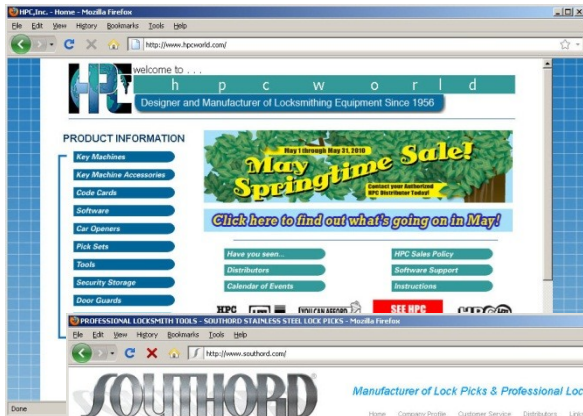 HPC,Inc. - Home - Mozilla Firefox
File Edit View History Bookmarks Tools Help
http://www.hpcworld.com/
welcome to . . .
HPC
h p c w o r l d
Designer and Manufacturer of Locksmithing Equipment Since 1956
PRODUCT INFORMATION
Key Machines
Key Machine Accessories
Code Cards
Software
Car Openers
Pick Sets
Tools
Security Storage
Door Guards
May 1 through May 31, 2010
May Springtime Sale!
Contact your Authorized
HPC Distributor Today!
Click here to find out what's going on in May!
Have you seen...
HPC Sales Policy
Distributors
Software Support
Calendar of Events
Instructions
HPC
YOU CAN AFFORD
SEE HPC
PROFESSIONAL LOCKSMITH TOOLS - SOUTHORD STAINLESS STEEL LOCK PICKS - Mozilla Firefox
File Edit View History Bookmarks Tools Help
http://www.southord.com/
Done
SOUTHORD
Manufacturer of Lock Picks & Professional Loc
Home Company Profile Customer Service Distributors Links